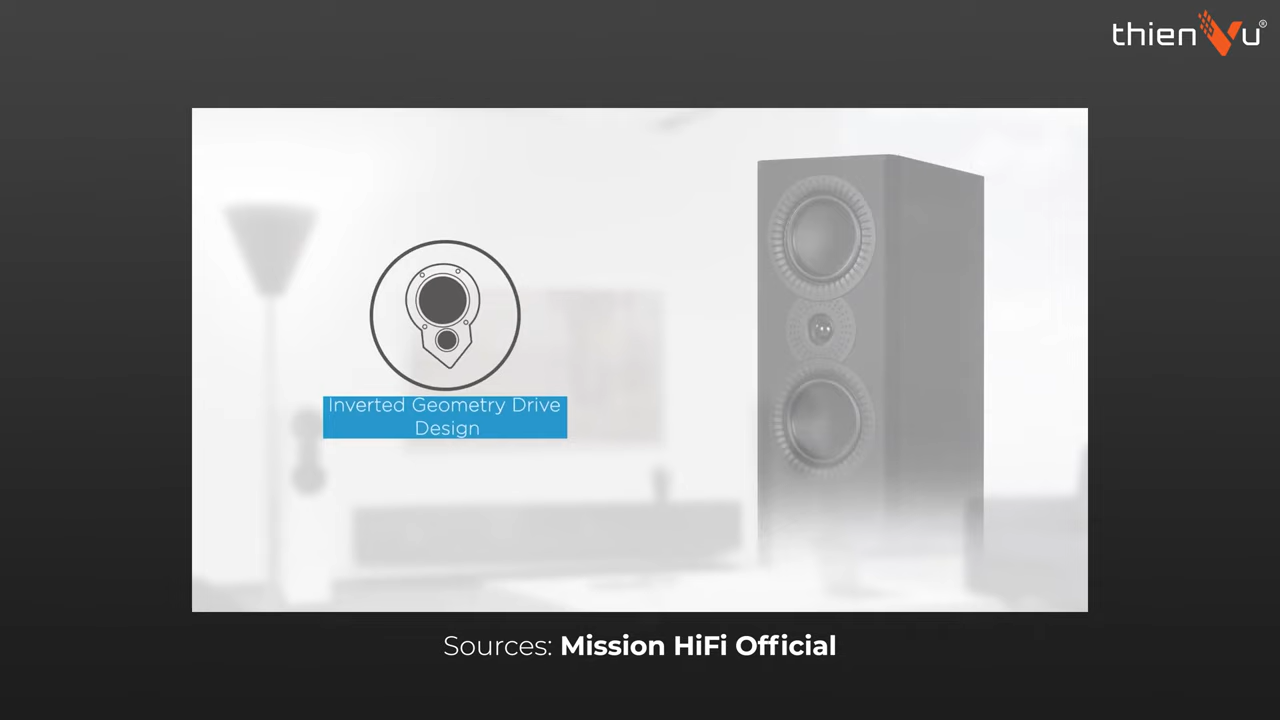 thienVu®
Inverted Geometry Drive
Design
Sources: Mission HiFi Official